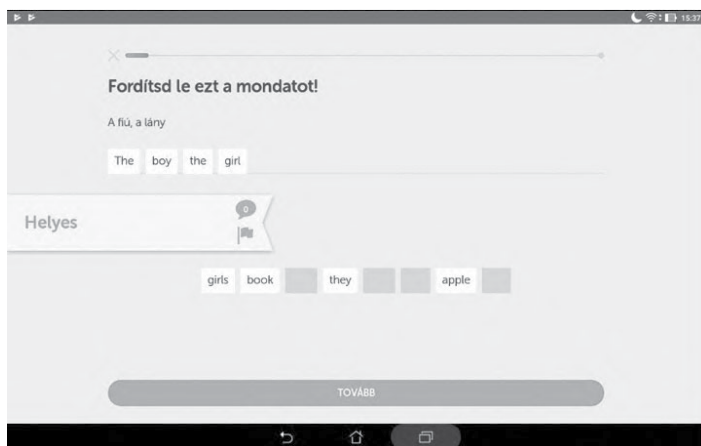 15:37
Fordítsd le ezt a mondatot!
A fiú, a lány
The boy the girl
Helyes
0
girls book they apple
TOVÁBB